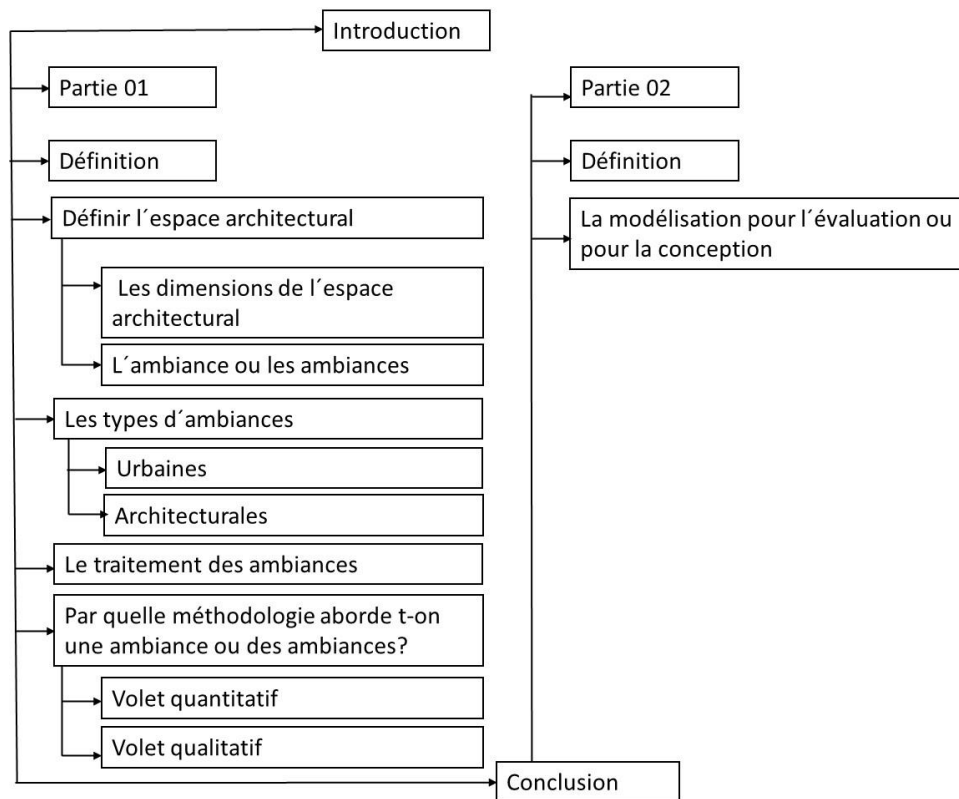 Introduction
Partie 01
Définition
Définir l´espace architectural
Les dimensions de l´espace
architectural
L´ambiance ou les ambiances
Les types d´ambiances
Urbaines
Architecturales
Le traitement des ambiances
Par quelle méthodologie aborde t-on
une ambiance ou des ambiances?
Volet quantitatif
Volet qualitatif
Partie 02
Définition
La modélisation pour l´évaluation ou
pour la conception
Conclusion